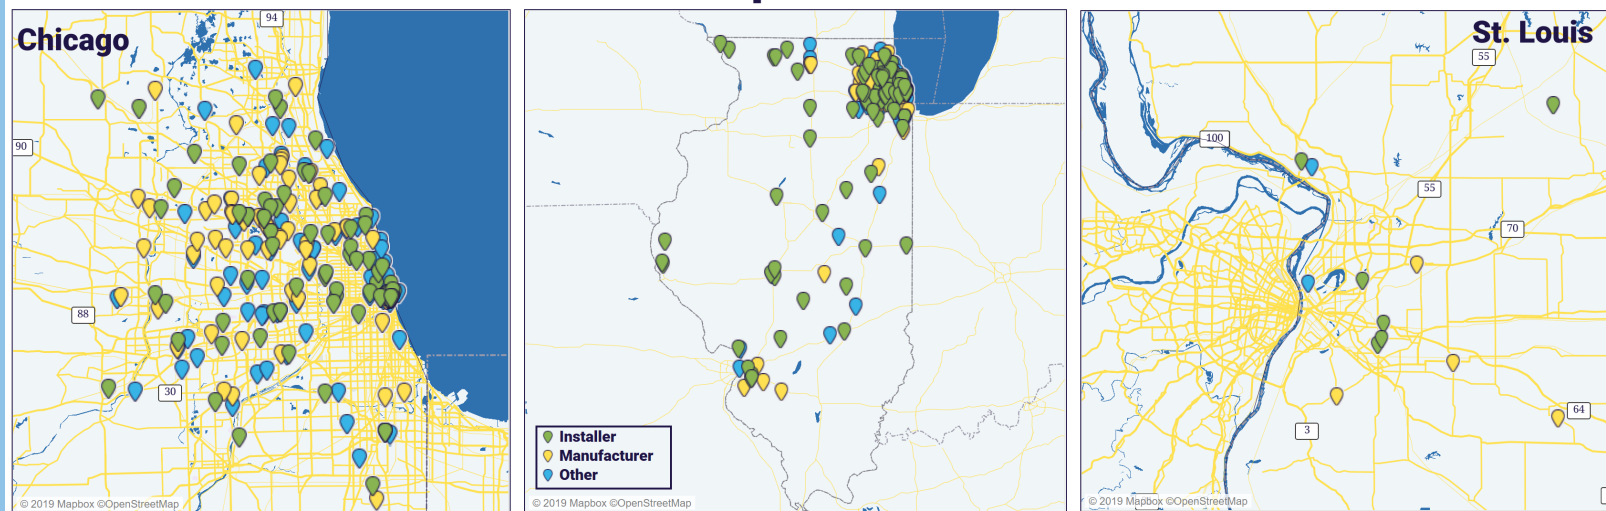 Chicago
94
90
88
30
© 2019 Mapbox ©OpenStreetMap
Installer
Manufacturer
Other
© 2019 Mapbox ©OpenStreetMap
St. Louis
55
100
55
70
64
3
© 2019 Mapbox ©OpenStreetMap